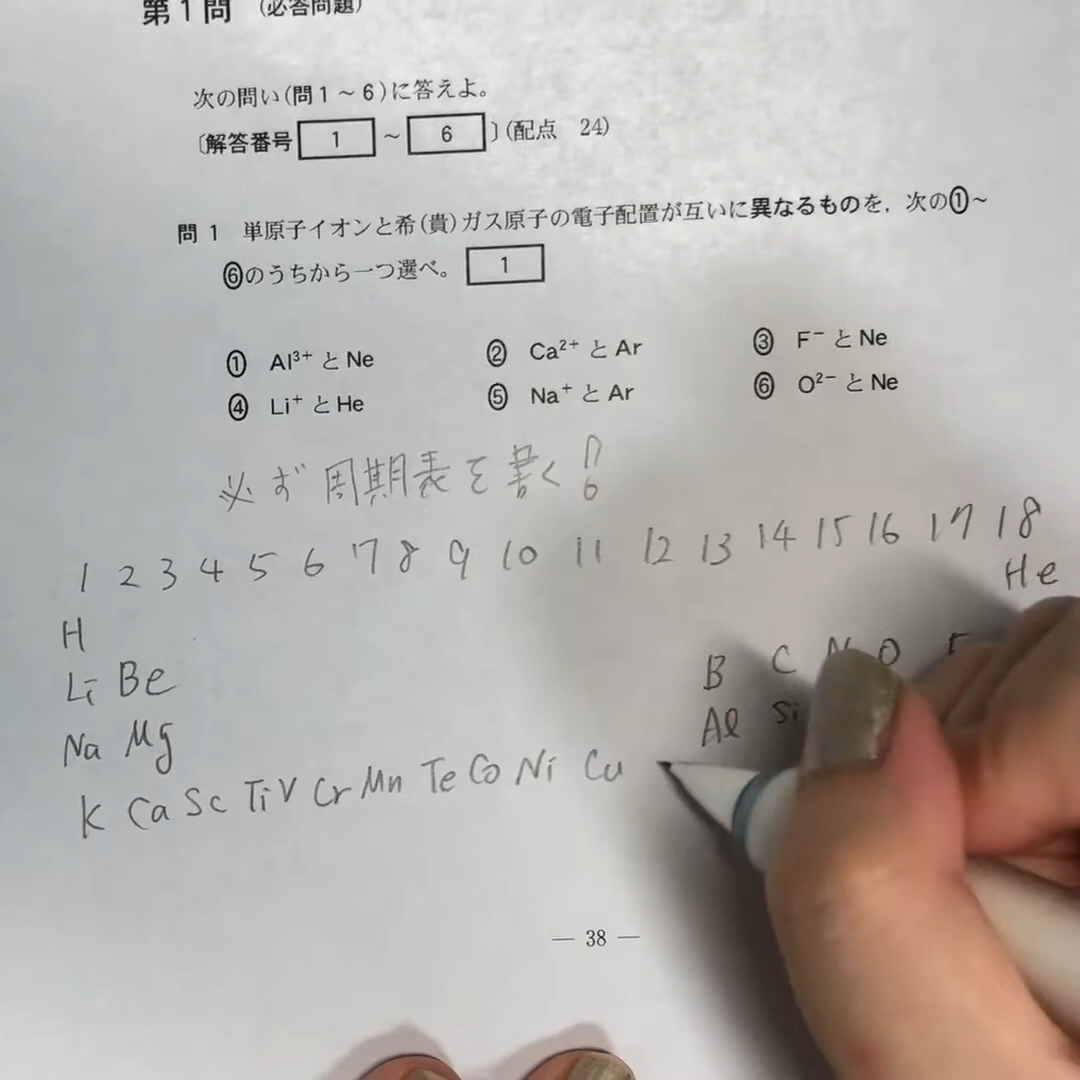 第1問 (必答問題)
次の問い(問1～6)に答えよ。
〔解答番号 1 ～ 6 〕(配点 24)
問1 単原子イオンと希(貴)ガス原子の電子配置が互いに異なるものを，次の①～
⑥のうちから一つ選べ。 1
① Al³⁺ と Ne ② Ca²⁺ と Ar ③ F⁻ と Ne
④ Li⁺ と He ⑤ Na⁺ と Ar ⑥ O²⁻ と Ne
必ず周期表を書く!
1 2 3 4 5 6 7 8 9 10 11 12 13 14 15 16 17 18
H He
Li Be B C N O F
Na Mg Al Si
K Ca Sc Ti V Cr Mn Te Co Ni Cu
— 38 —